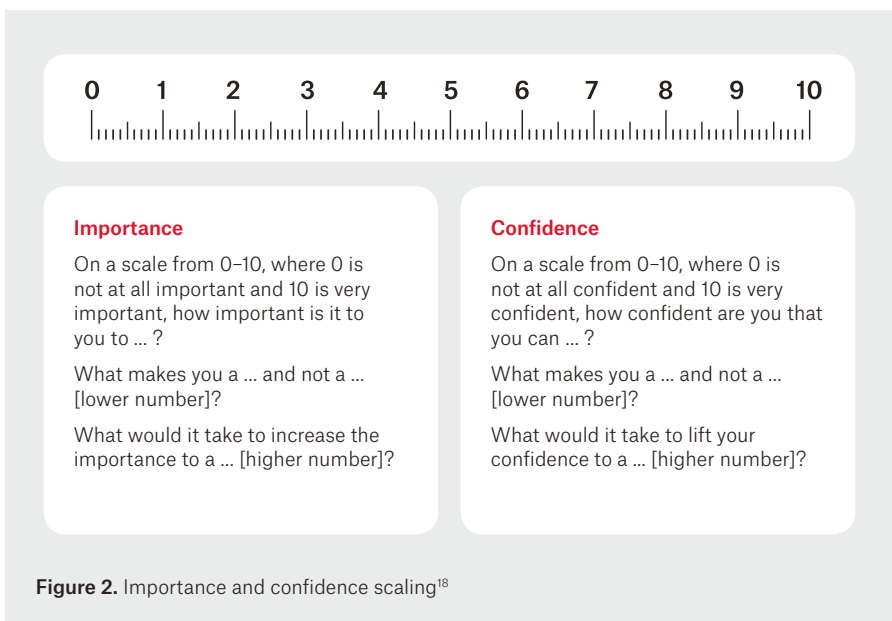 0 1 2 3 4 5 6 7 8 9 10
Importance
On a scale from 0–10, where 0 is
not at all important and 10 is very
important, how important is it to
you to ... ?
What makes you a ... and not a ...
[lower number]?
What would it take to increase the
importance to a ... [higher number]?
Confidence
On a scale from 0–10, where 0 is
not at all confident and 10 is very
confident, how confident are you that
you can ... ?
What makes you a ... and not a ...
[lower number]?
What would it take to lift your
confidence to a ... [higher number]?
Figure 2. Importance and confidence scaling¹⁸